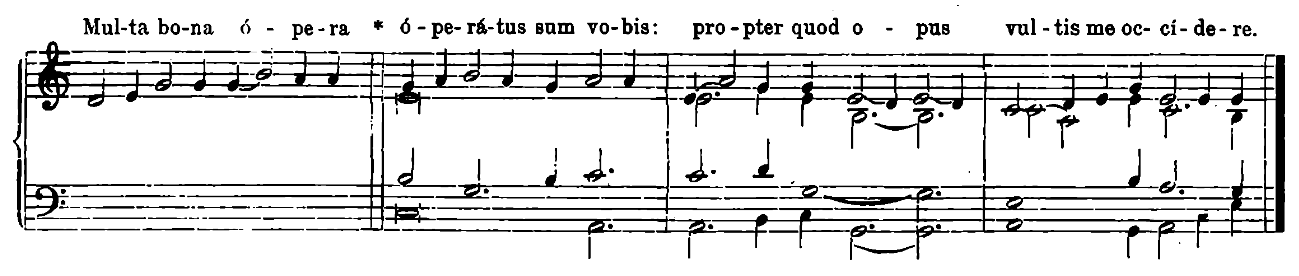 Mul-ta bo-na ó - pe-ra * ó-pe-rá-tus sum vo-bis: pro-pter quod o - pus vul-tis me oc-cí-de-re.